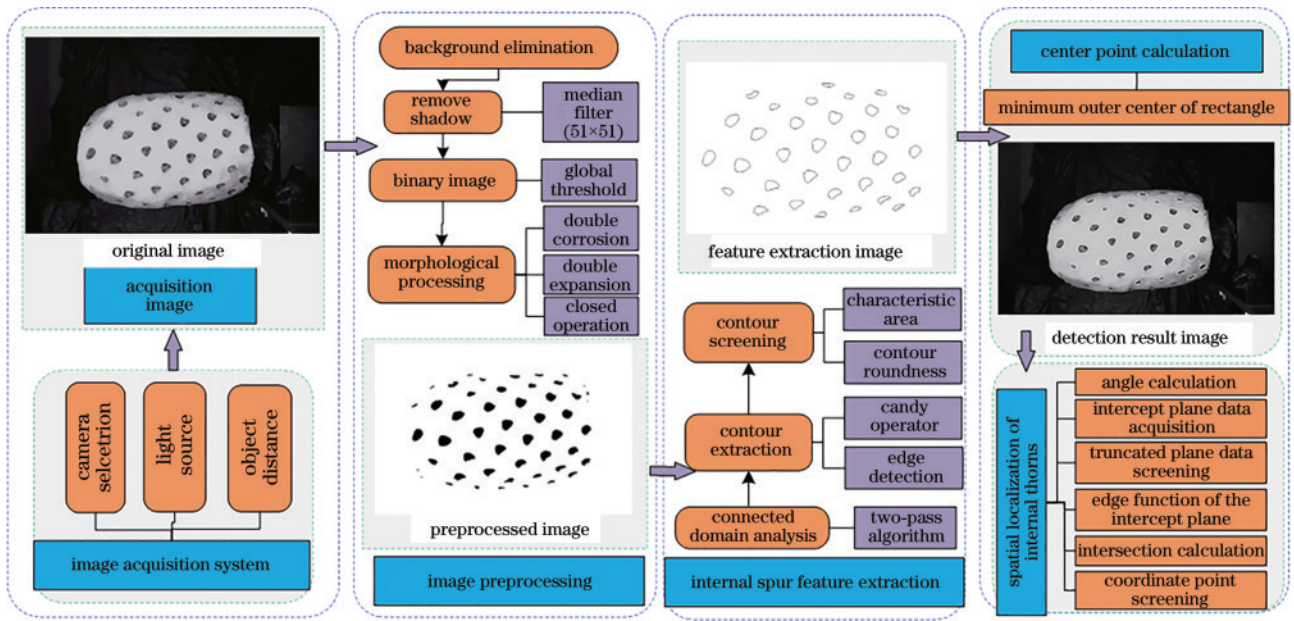 original image
acquisition
image
camera
selcetrion
light
source
object
distance
image acquisition system
background elimination
remove
shadow
median
filter
(51×51)
binary image
global
threshold
morphological
processing
double
corrosion
double
expansion
closed
operation
preprocessed image
image preprocessing
feature extraction image
contour
screening
characteristic
area
contour
roundness
contour
extraction
candy
operator
edge
detection
connected
domain analysis
two-pass
algorithm
internal spur feature extraction
center point calculation
minimum outer center of rectangle
detection result image
spatial localization of
internal thorns
angle calculation
intercept plane data
acquisition
truncated plane data
screening
edge function of the
intercept plane
intersection calculation
coordinate point
screening